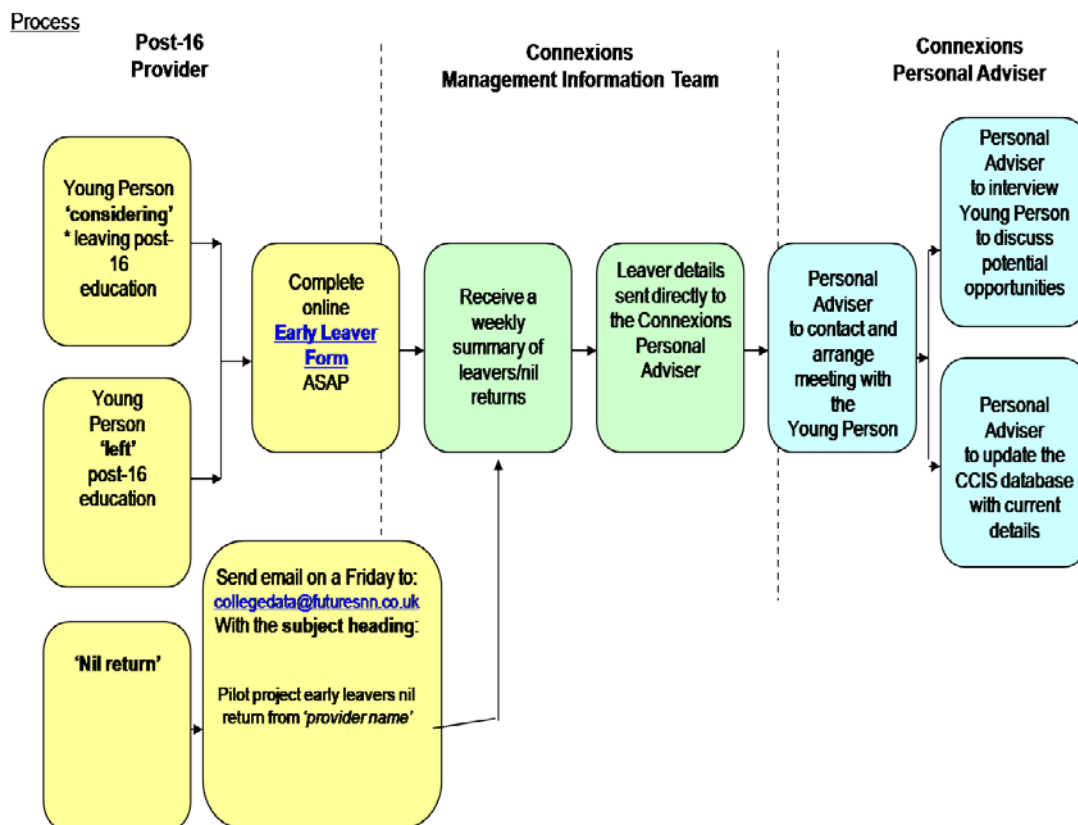 Process
Post-16
Provider
Connexions
Management Information Team
Connexions
Personal Adviser
Young Person
‘considering’
* leaving post-
16
education
Young
Person
‘left’
post-16
education
‘Nil return’
Complete
online
Early Leaver
Form
ASAP
Send email on a Friday to:
collegedata@futuresnn.co.uk
With the subject heading:
Pilot project early leavers nil
return from ‘provider name’
Receive a
weekly
summary of
leavers/nil
returns
Leaver details
sent directly to
the Connexions
Personal
Adviser
Personal
Adviser
to contact and
arrange
meeting with
the
Young Person
Personal
Adviser
to interview
Young Person
to discuss
potential
opportunities
Personal
Adviser
to update the
CCIS database
with current
details